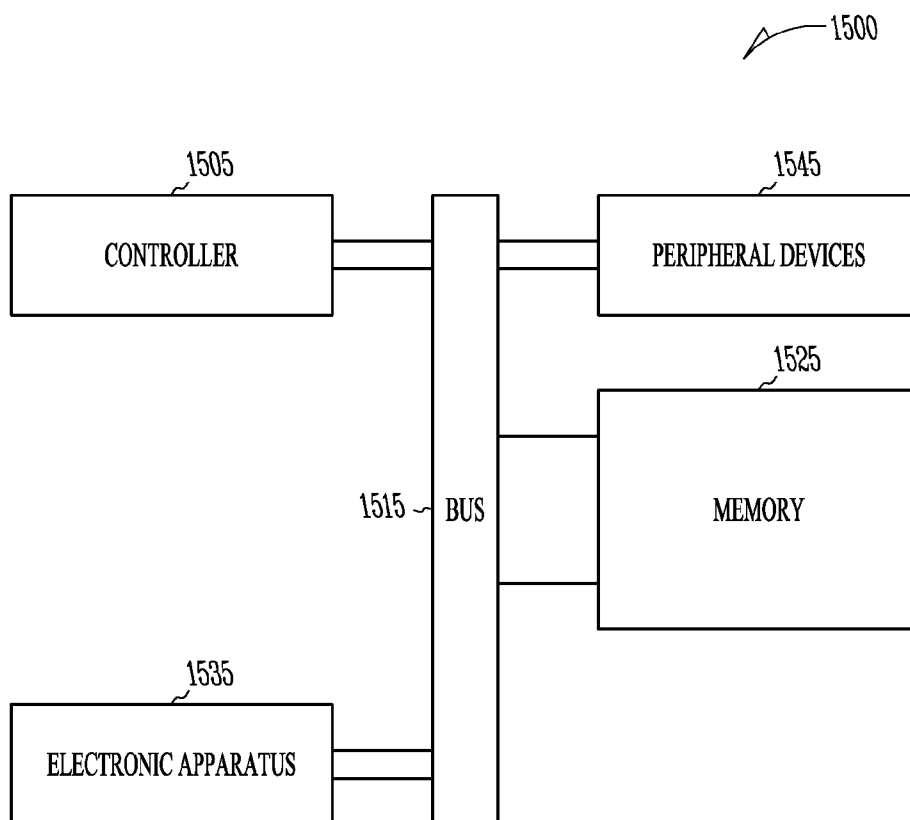 1500
1505
CONTROLLER
1545
PERIPHERAL DEVICES
1525
MEMORY
1515
BUS
1535
ELECTRONIC APPARATUS